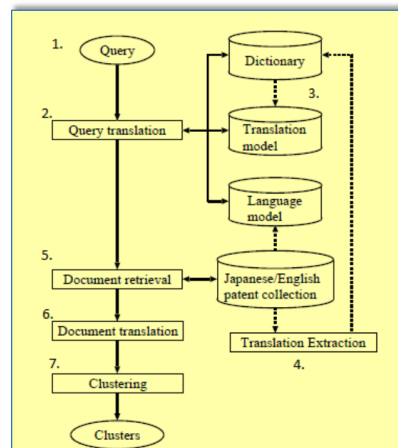 1.
Query
Dictionary
3.
2.
Query translation
Translation
model
Language
model
5.
Document retrieval
Japanese/English
patent collection
6.
Document translation
Translation Extraction
4.
7.
Clustering
Clusters